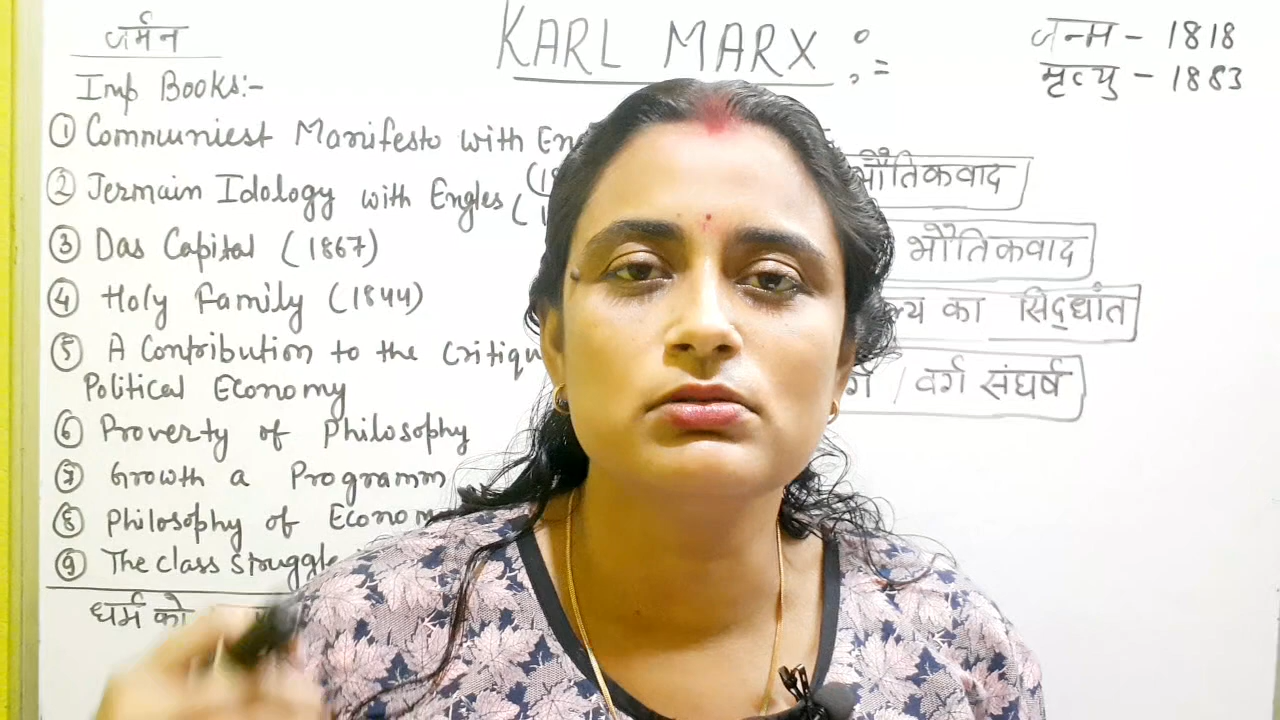 जर्मन
KARL MARX :=
जन्म - 1818
मृत्यु - 1883
Imp Books:-
① Communiest Manifesto with
② Jermain Idology with Engles
③ Das Capital (1867)
④ Holy Family (1844)
⑤ A Contribution to the
Political Economy
⑥ Proverty of Philosophy
⑦ Growth a Programm
⑧ Philosophy of
⑨ The class Struggle
धर्म को
भौतिकवाद
भौतिकवाद
का सिद्धांत
/ वर्ग संघर्ष